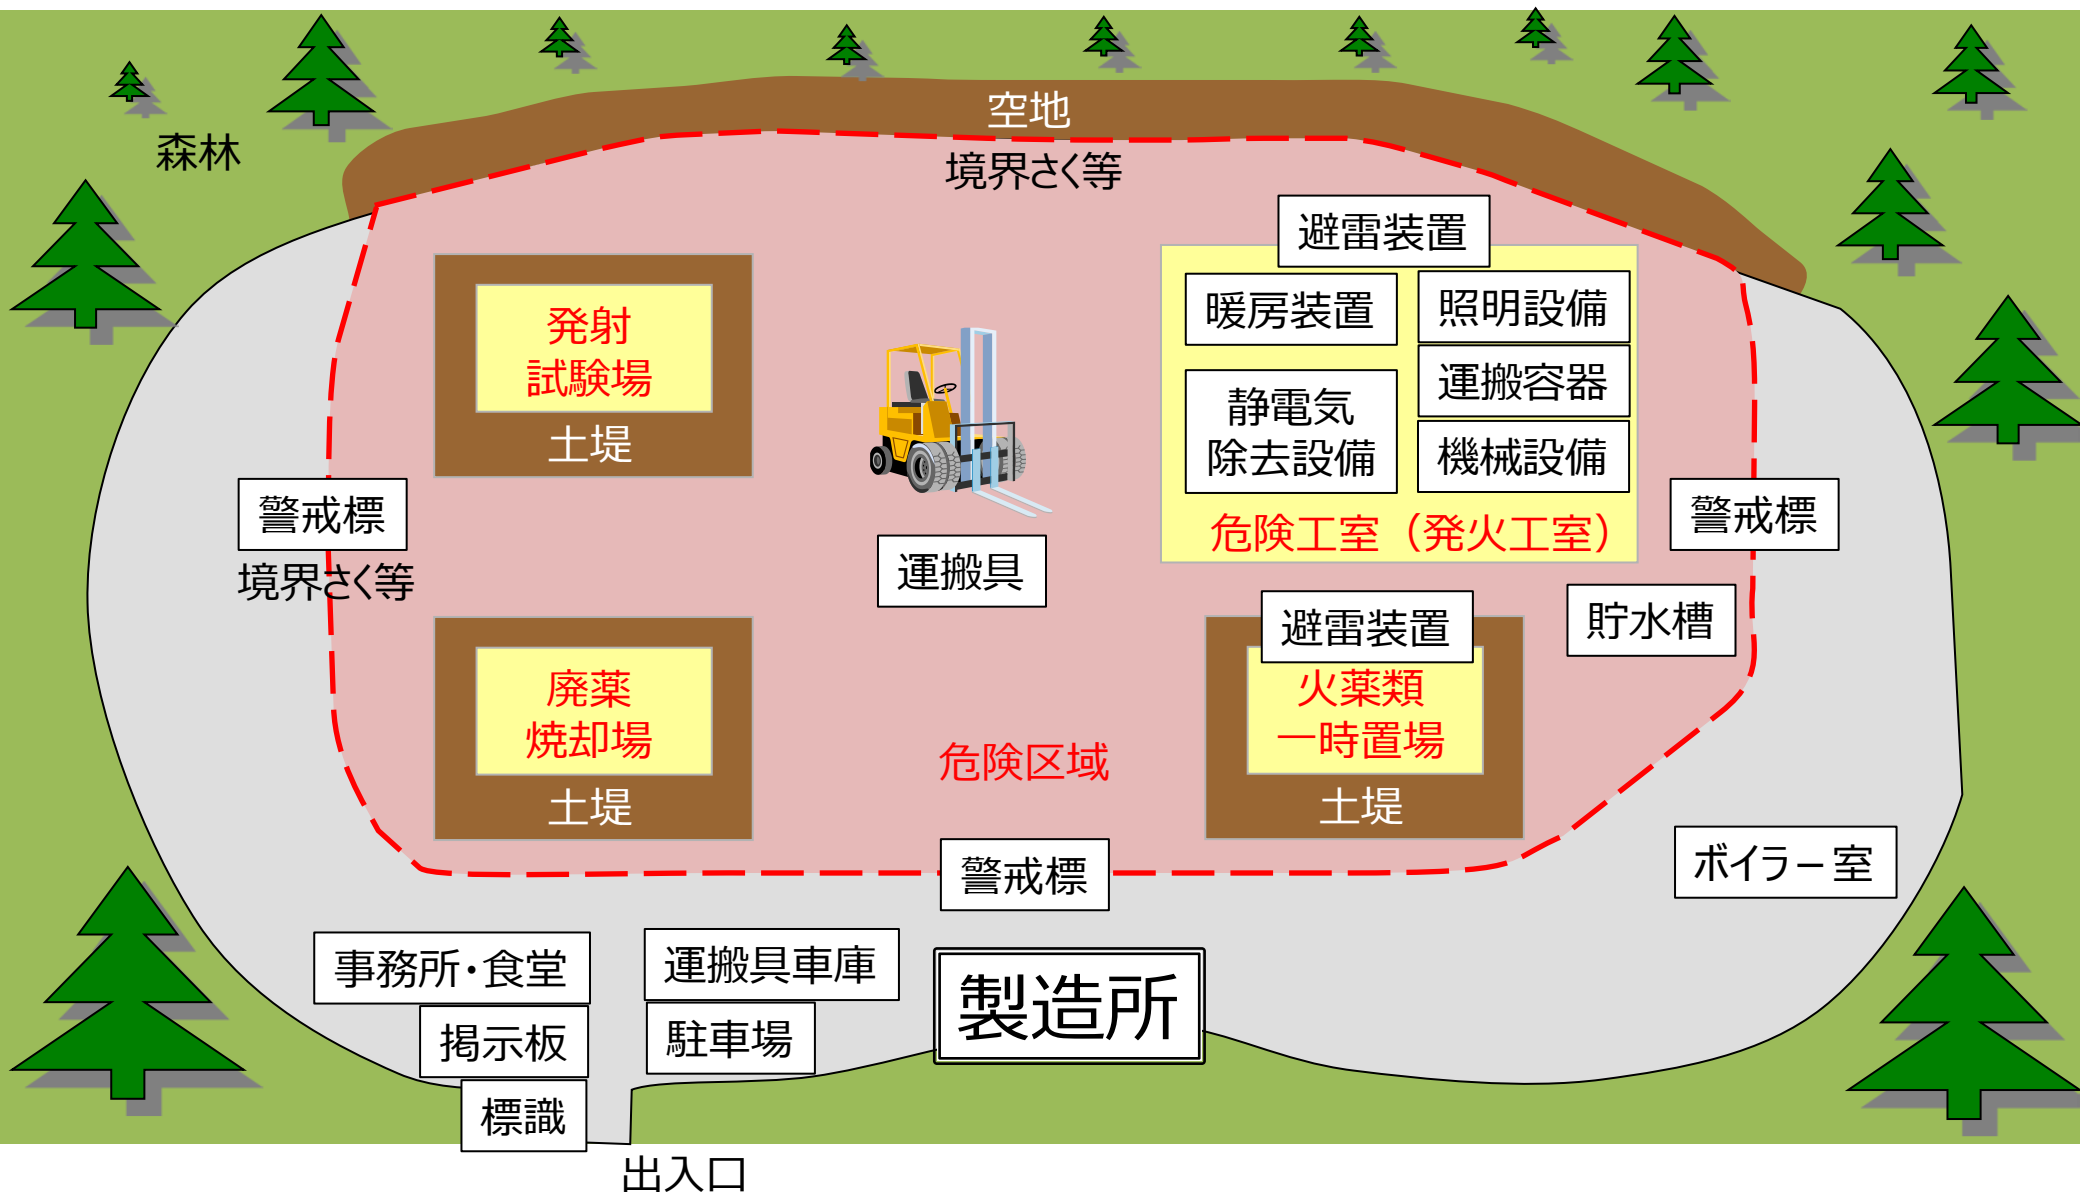 空地
森林
境界さく等
避雷装置
暖房装置
照明設備
発射
試験場
運搬容器
静電気
除去設備
機械設備
土堤
警戒標
危険工室（発火工室）
警戒標
境界さく等
運搬具
避雷装置
貯水槽
廃薬
焼却場
火薬類
一時置場
危険区域
土堤
土堤
警戒標
ボイラー室
事務所・食堂
運搬具車庫
製造所
掲示板
駐車場
標識
出入口